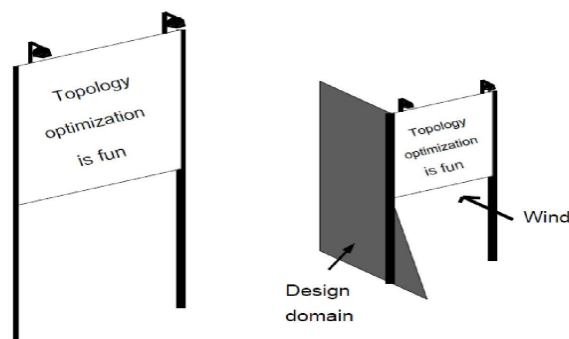 Topology
optimization
is fun
Topology
optimization
is fun
Wind
Design
domain